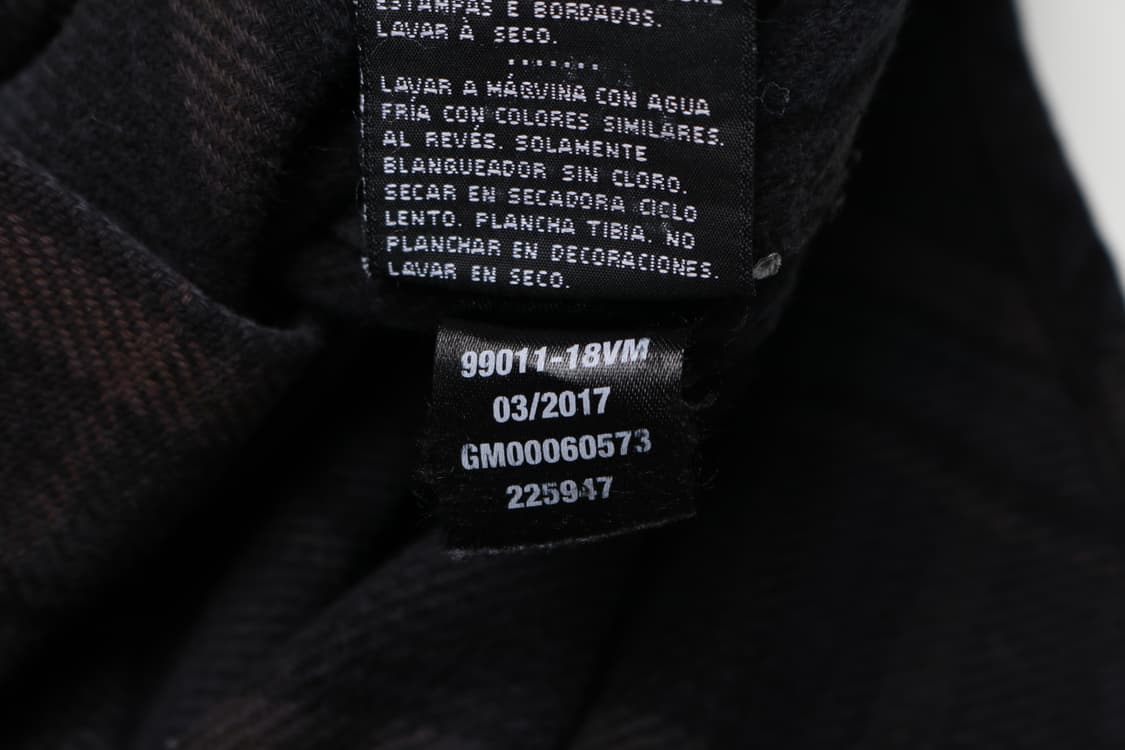 ESTAMPAS E BORDADOS.
LAVAR À SECO.
LAVAR A MÁQVINA CON AGUA
FRÍA CON COLORES SIMILARES.
AL REVÉS. SOLAMENTE
BLANQUEADOR SIN CLORO.
SECAR EN SECADORA CICLO
LENTO. PLANCHA TIBIA. NO
PLANCHAR EN DECORACIONES.
LAVAR EN SECO.
99011-18VM
03/2017
GM00060573
225947